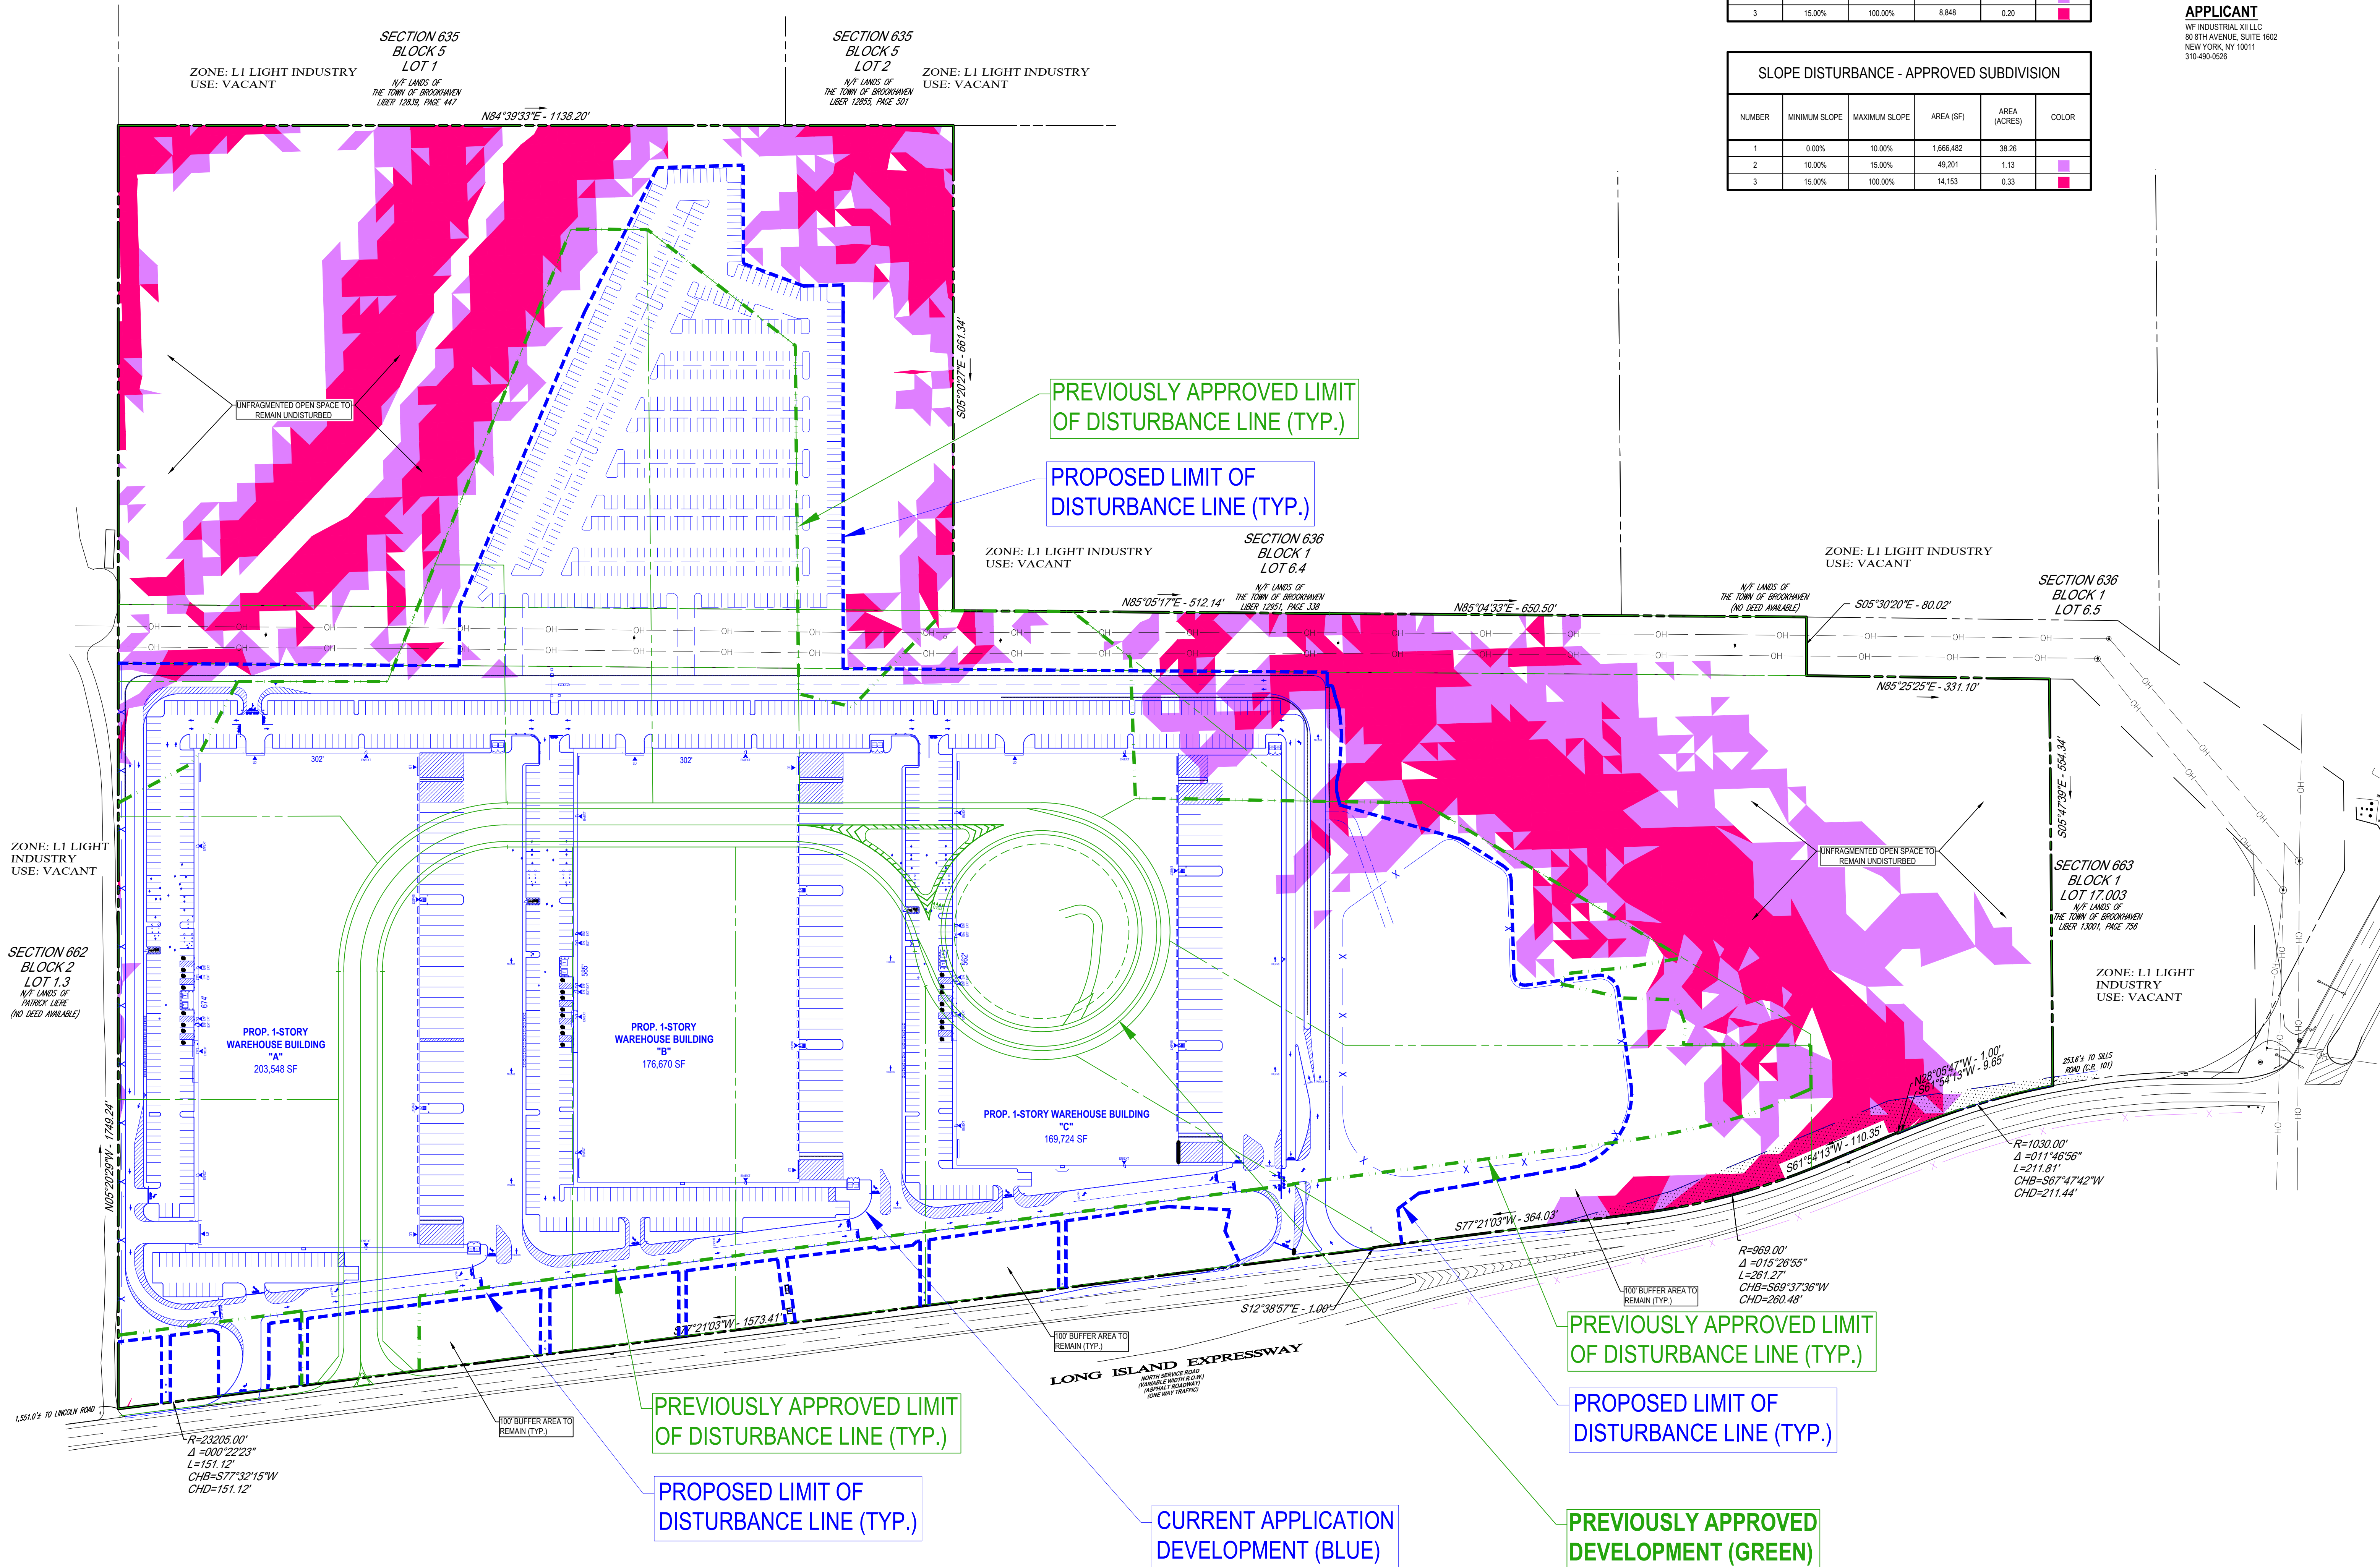 3 15.00% 100.00% 8,848 0.20
APPLICANT
WF INDUSTRIAL XII LLC
80 8TH AVENUE, SUITE 1602
NEW YORK, NY 10011
310-490-0526
SLOPE DISTURBANCE - APPROVED SUBDIVISION
NUMBER MINIMUM SLOPE MAXIMUM SLOPE AREA (SF) AREA (ACRES) COLOR
1 0.00% 10.00% 1,666,482 38.26
2 10.00% 15.00% 49,201 1.13
3 15.00% 100.00% 14,153 0.33
SECTION 635
BLOCK 5
LOT 1
N/F LANDS OF
THE TOWN OF BROOKHAVEN
LIBER 12839, PAGE 447
ZONE: L1 LIGHT INDUSTRY
USE: VACANT
SECTION 635
BLOCK 5
LOT 2
N/F LANDS OF
THE TOWN OF BROOKHAVEN
LIBER 12855, PAGE 501
ZONE: L1 LIGHT INDUSTRY
USE: VACANT
N84°39'33"E - 1138.20'
S05°20'27"E - 661.34'
UNFRAGMENTED OPEN SPACE TO
REMAIN UNDISTURBED
PREVIOUSLY APPROVED LIMIT
OF DISTURBANCE LINE (TYP.)
PROPOSED LIMIT OF
DISTURBANCE LINE (TYP.)
ZONE: L1 LIGHT INDUSTRY
USE: VACANT
SECTION 636
BLOCK 1
LOT 6.4
N/F LANDS OF
THE TOWN OF BROOKHAVEN
LIBER 12951, PAGE 338
N85°05'17"E - 512.14'
N85°04'33"E - 650.50'
N/F LANDS OF
THE TOWN OF BROOKHAVEN
(NO DEED AVAILABLE)
ZONE: L1 LIGHT INDUSTRY
USE: VACANT
S05°30'20"E - 80.02'
SECTION 636
BLOCK 1
LOT 6.5
N85°25'25"E - 331.10'
S05°47'39"E - 554.34'
302'
302'
ZONE: L1 LIGHT
INDUSTRY
USE: VACANT
SECTION 662
BLOCK 2
LOT 1.3
N/F LANDS OF
PATRICK LIERE
(NO DEED AVAILABLE)
N05°20'29"W - 1749.24'
674'
PROP. 1-STORY
WAREHOUSE BUILDING
"A"
203,548 SF
585'
PROP. 1-STORY
WAREHOUSE BUILDING
"B"
176,670 SF
562'
PROP. 1-STORY WAREHOUSE BUILDING
"C"
169,724 SF
UNFRAGMENTED OPEN SPACE TO
REMAIN UNDISTURBED
SECTION 663
BLOCK 1
LOT 17.003
N/F LANDS OF
THE TOWN OF BROOKHAVEN
LIBER 13001, PAGE 756
ZONE: L1 LIGHT
INDUSTRY
USE: VACANT
253.6'± TO SILLS
ROAD (C.R. 101)
N28°05'47"W - 1.00'
S61°54'13"W - 9.65'
S61°54'13"W - 110.35'
R=1030.00'
Δ =011°46'56"
L=211.81'
CHB=S67°47'42"W
CHD=211.44'
S77°21'03"W - 364.03'
R=969.00'
Δ =015°26'55"
L=261.27'
CHB=S69°37'36"W
CHD=260.48'
100' BUFFER AREA TO
REMAIN (TYP.)
S12°38'57"E - 1.00'
S77°21'03"W - 1573.41'
100' BUFFER AREA TO
REMAIN (TYP.)
LONG ISLAND EXPRESSWAY
NORTH SERVICE ROAD
(VARIABLE WIDTH R.O.W.)
(ASPHALT ROADWAY)
(ONE WAY TRAFFIC)
PREVIOUSLY APPROVED LIMIT
OF DISTURBANCE LINE (TYP.)
PROPOSED LIMIT OF
DISTURBANCE LINE (TYP.)
1,551.0'± TO LINCOLN ROAD
R=23205.00'
Δ =000°22'23"
L=151.12'
CHB=S77°32'15"W
CHD=151.12'
100' BUFFER AREA TO
REMAIN (TYP.)
PREVIOUSLY APPROVED LIMIT
OF DISTURBANCE LINE (TYP.)
PROPOSED LIMIT OF
DISTURBANCE LINE (TYP.)
CURRENT APPLICATION
DEVELOPMENT (BLUE)
PREVIOUSLY APPROVED
DEVELOPMENT (GREEN)